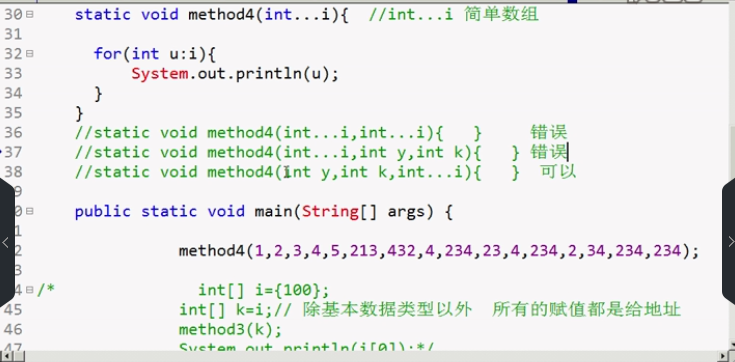 30 static void method4(int...i){ //int...i 简单数组
31
32 for(int u:i){
33 System.out.println(u);
34 }
35 }
36 //static void method4(int...i,int...i){ } 错误
37 //static void method4(int...i,int y,int k){ } 错误
38 //static void method4(int y,int k,int...i){ } 可以
9
0 public static void main(String[] args) {
1
2 method4(1,2,3,4,5,213,432,4,234,23,4,234,2,34,234,234);
4 /* int[] i={100};
45 int[] k=i;// 除基本数据类型以外 所有的赋值都是给地址
46 method3(k);
47 System.out.println(i[0]);*/